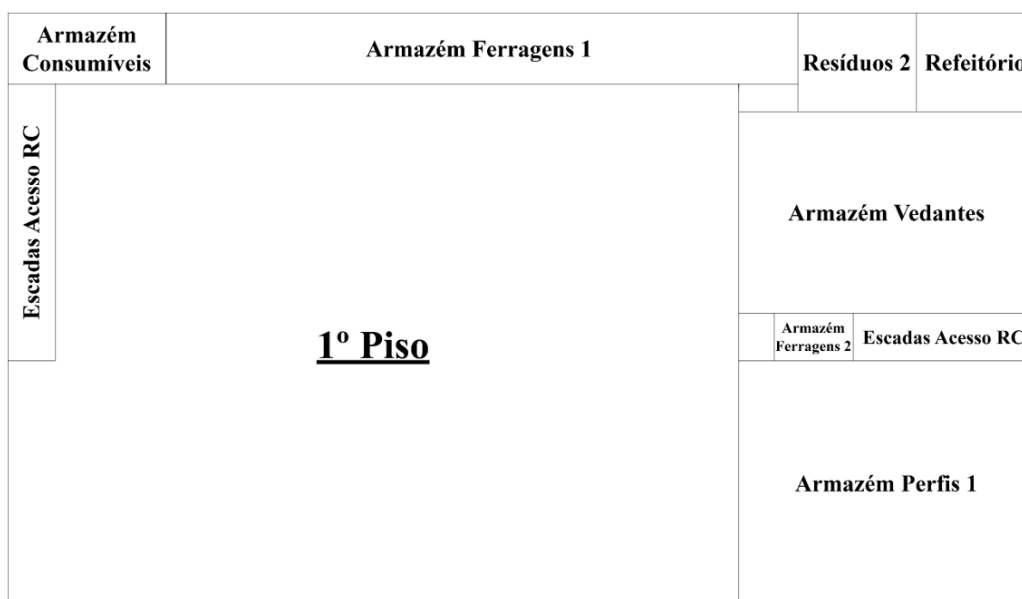 Armazém
Consumíveis
Armazém Ferragens 1
Resíduos 2
Refeitório
Escadas Acesso RC
Armazém Vedantes
1º Piso
Armazém
Ferragens 2
Escadas Acesso RC
Armazém Perfis 1